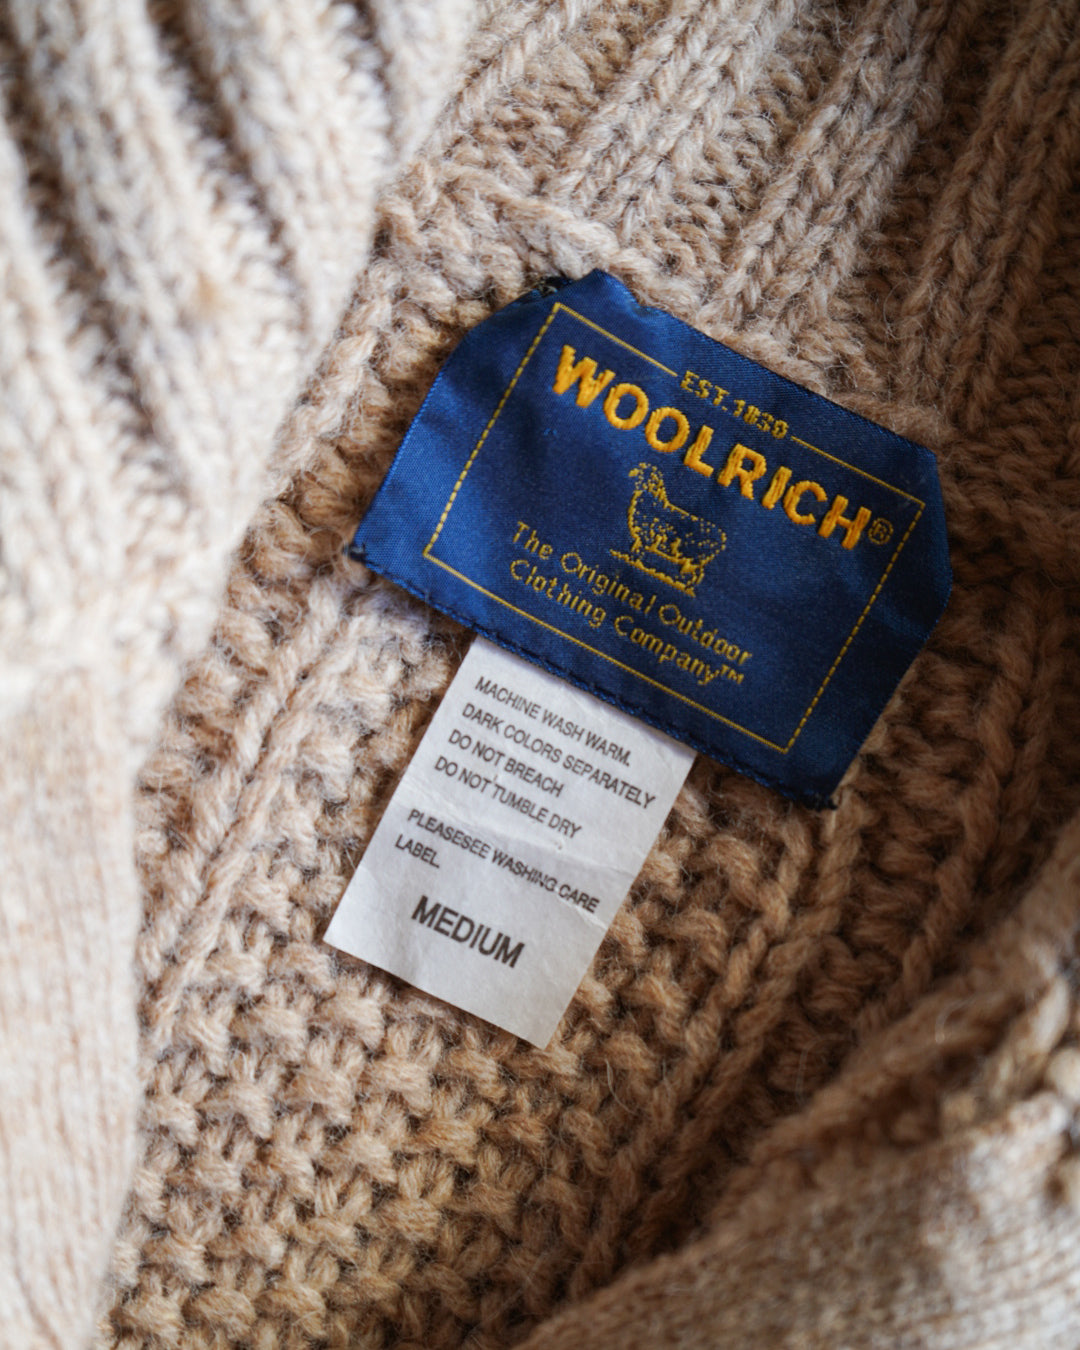 EST.1830
WOOLRICH®
The Original Outdoor
Clothing Company™
MACHINE WASH WARM.
DARK COLORS SEPARATELY
DO NOT BREACH
DO NOT TUMBLE DRY
PLEASESEE WASHING CARE
LABEL.
MEDIUM